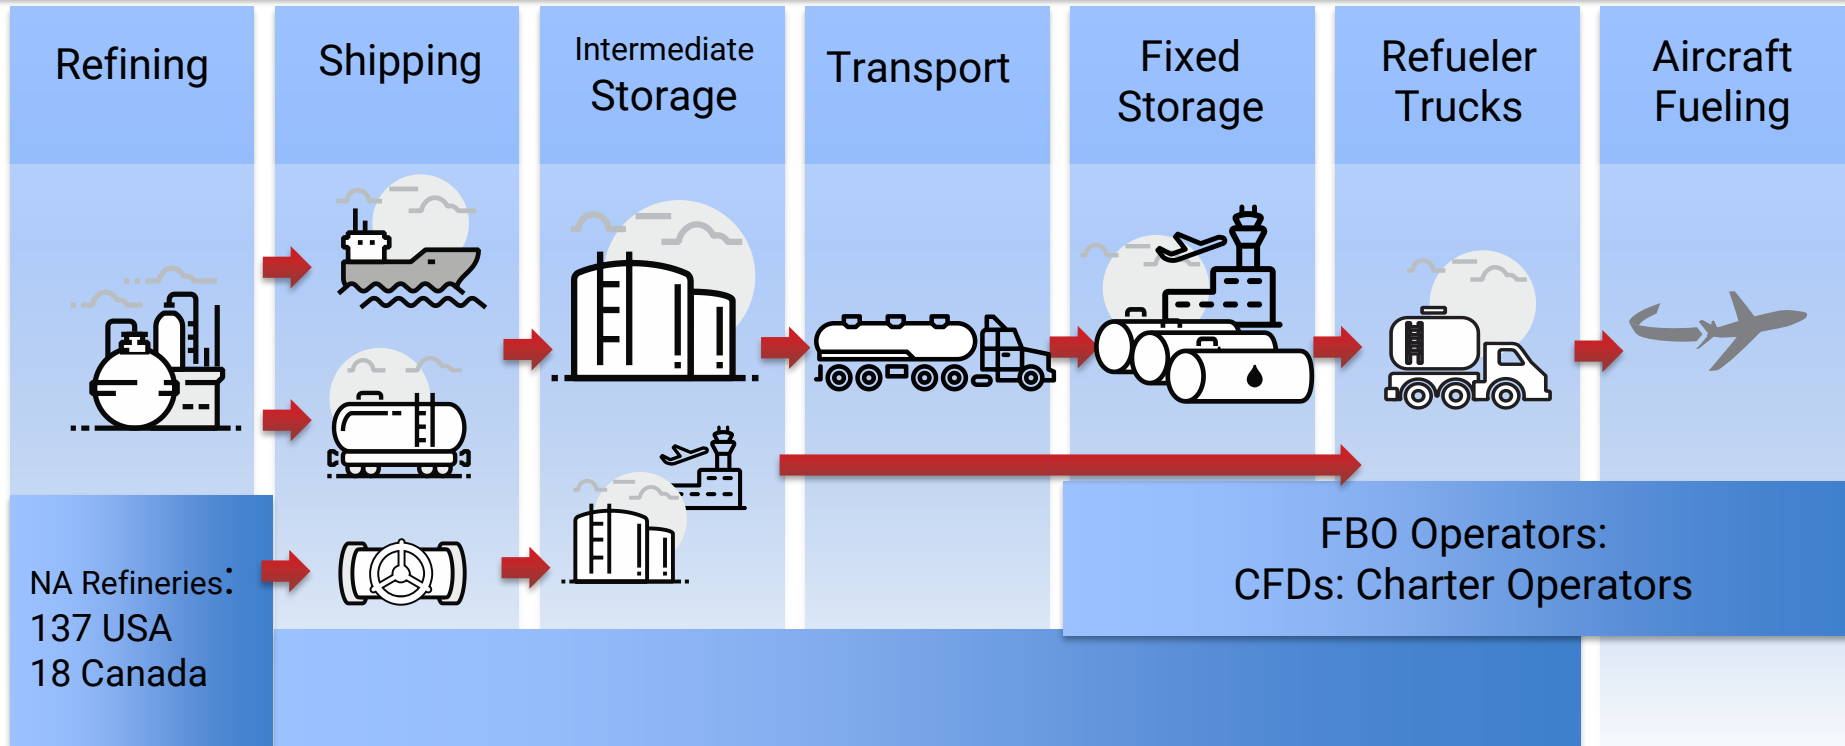 Refining
Shipping
Intermediate
Storage
Transport
Fixed
Storage
Refueler
Trucks
Aircraft
Fueling
NA Refineries:
137 USA
18 Canada
FBO Operators:
CFDs: Charter Operators